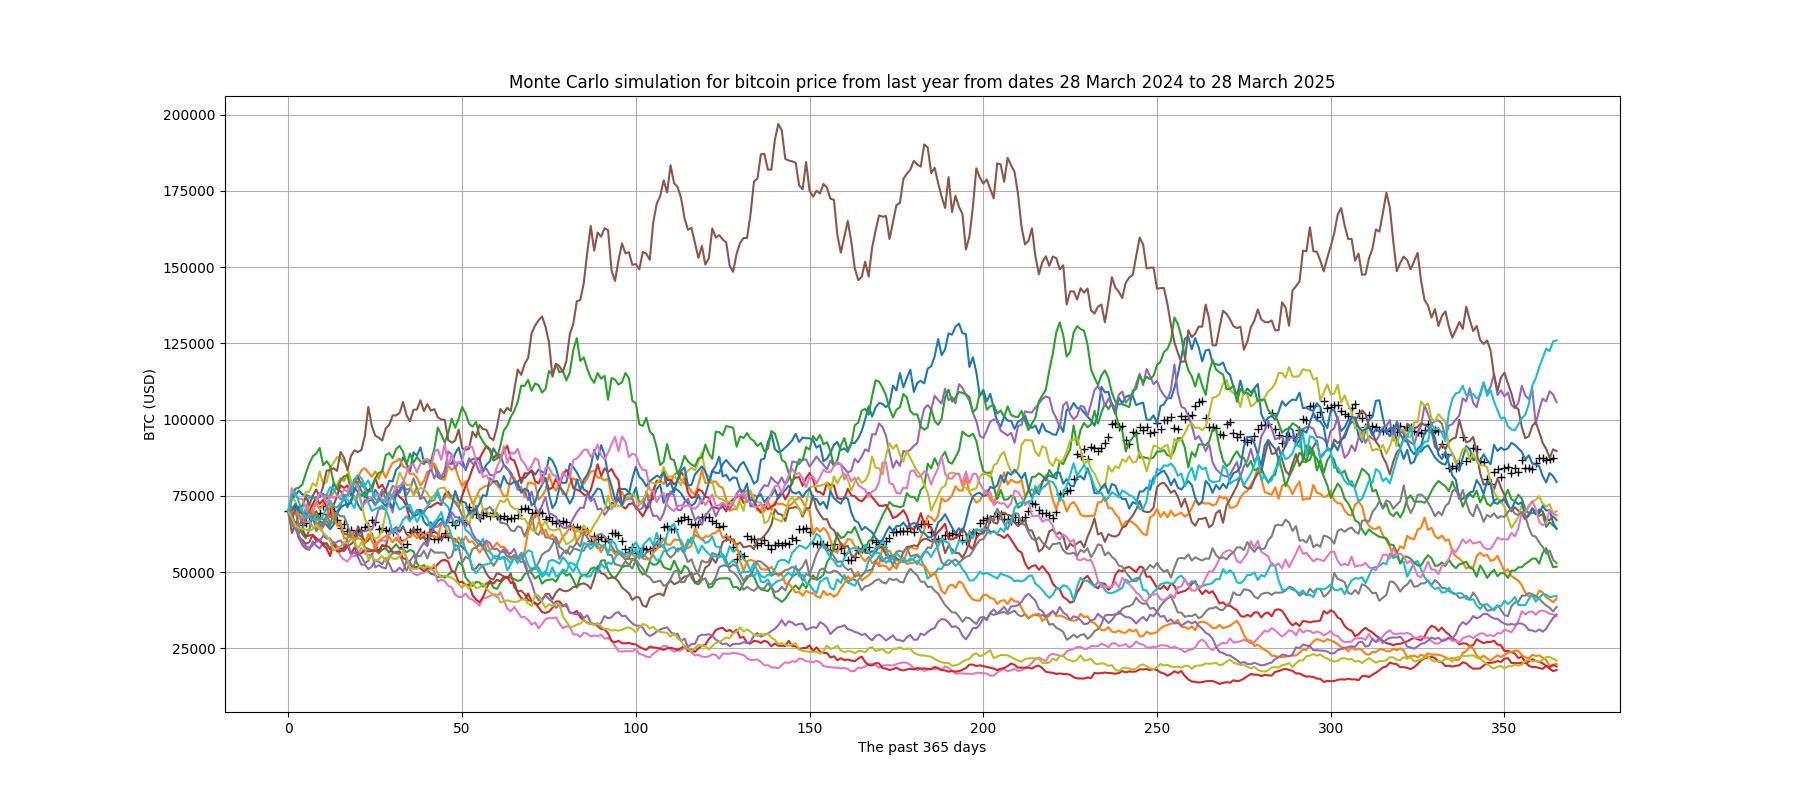 Monte Carlo simulation for bitcoin price from last year from dates 28 March 2024 to 28 March 2025
200000
175000
150000
125000
100000
75000
50000
25000
BTC (USD)
0 50 100 150 200 250 300 350
The past 365 days